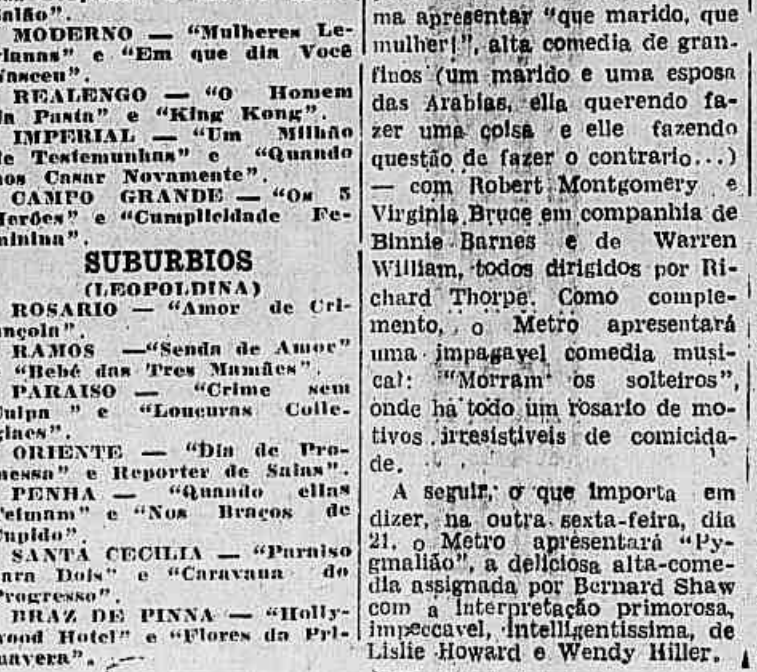 alão".
MODERNO — "Mulheres Le-
vianas" e "Em que dia Você
Nasceu".
REALENGO — "O Homem
da Pasta" e "King Kong".
IMPERIAL — "Um Milhão
de Testemunhas" e "Quando
nos Casar Novamente".
CAMPO GRANDE — "Os 5
Heróes" e "Cumplicidade Fe-
minina".
SUBURBIOS
(LEOPOLDINA)
ROSARIO — "Amor de Cri-
ançola".
RAMOS —"Senda de Amor"
"Bebé das Tres Mamães".
PARAISO — "Crime sem
Culpa " e "Loucuras Colle-
giaes".
ORIENTE — "Dia de Pro-
messa" e Reporter de Saias".
PENHA — "Quando ellas
Teimam" e "Nos Braços de
Cupido".
SANTA CECILIA — "Paraiso
para Dois" e "Caravana do
Progresso".
BRAZ DE PINNA — "Holly-
wood Hotel" e "Flores da Pri-
mavera".
ma apresentar "que marido, que
mulher!", alta comedia de gran-
finos (um marido e uma esposa
das Arabias, ella querendo fa-
zer uma coisa e elle fazendo
questão de fazer o contrario...)
— com Robert Montgomery e
Virginia Bruce em companhia de
Binnie Barnes e de Warren
William, todos dirigidos por Ri-
chard Thorpe. Como comple-
mento, o Metro apresentará
uma impagavel comedia musi-
cal: "Morram os solteiros",
onde há todo um rosario de mo-
tivos irresistiveis de comicida-
de.
A seguir, o que importa em
dizer, na outra sexta-feira, dia
21, o Metro apresentará "Py-
gmalião", a deliciosa alta-come-
dia assignada por Bernard Shaw
com a interpretação primorosa,
impeccavel, intelligentissima, de
Lislie Howard e Wendy Hiller.